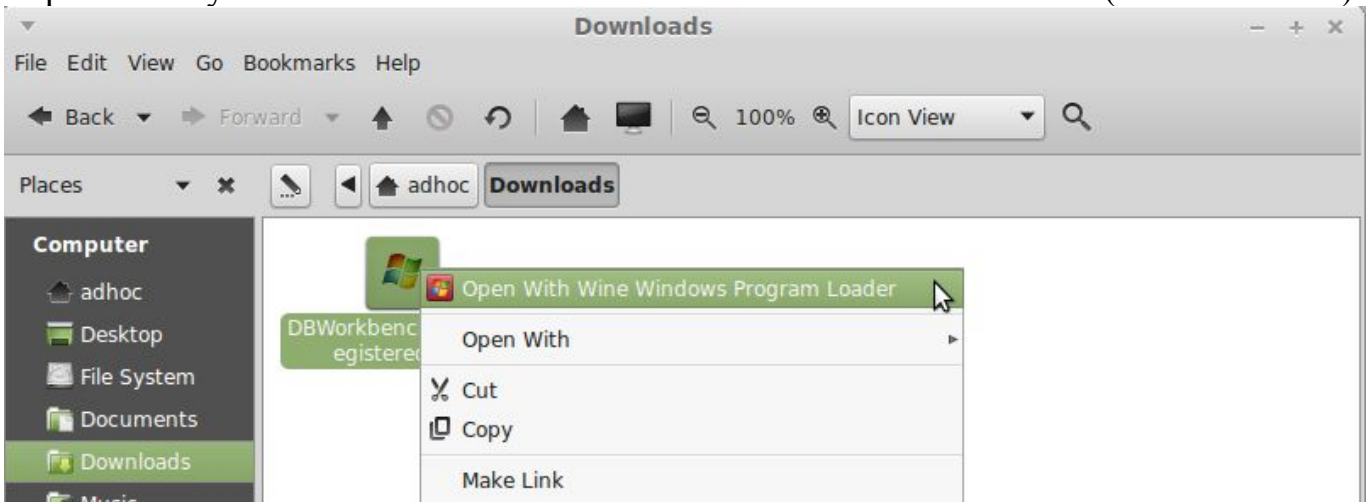 Downloads
File Edit View Go Bookmarks Help
Back Forward 100% Icon View
Places adhoc Downloads
Computer
adhoc
Desktop
File System
Documents
Downloads
DBWorkbenc
egistered
Open With Wine Windows Program Loader
Open With
Cut
Copy
Make Link